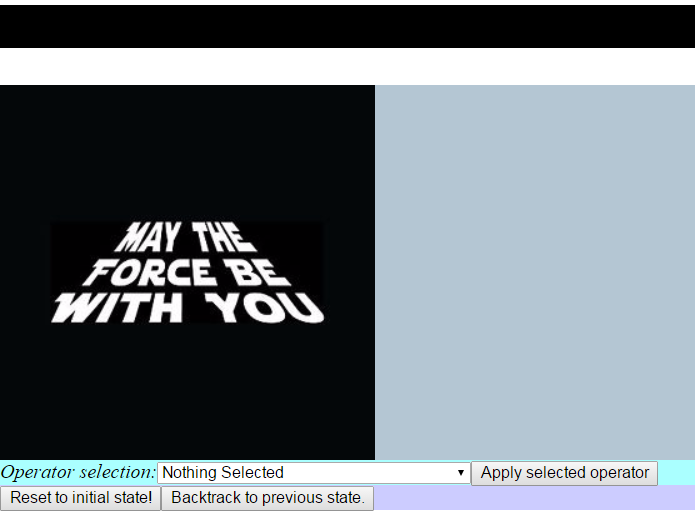 MAY THE
FORCE BE
WITH YOU
Operator selection: Nothing Selected Apply selected operator
Reset to initial state! Backtrack to previous state.